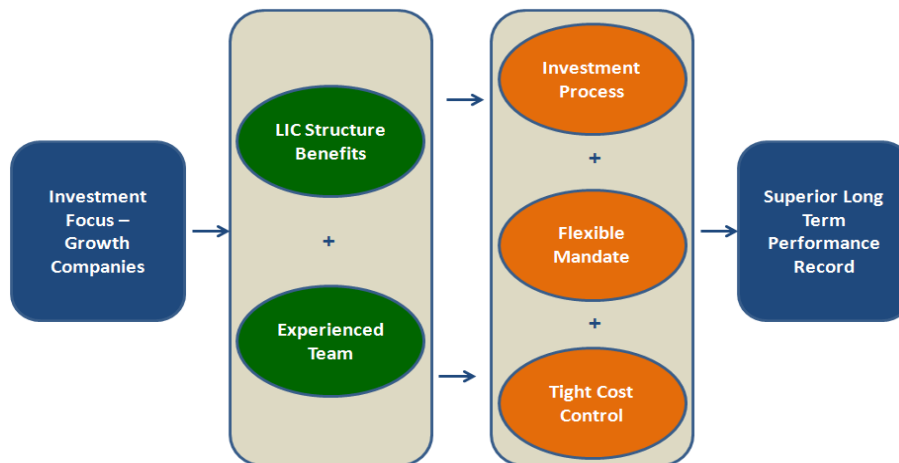 Investment
Focus –
Growth
Companies
LIC Structure
Benefits
+
Experienced
Team
Investment
Process
+
Flexible
Mandate
+
Tight Cost
Control
Superior Long
Term
Performance
Record